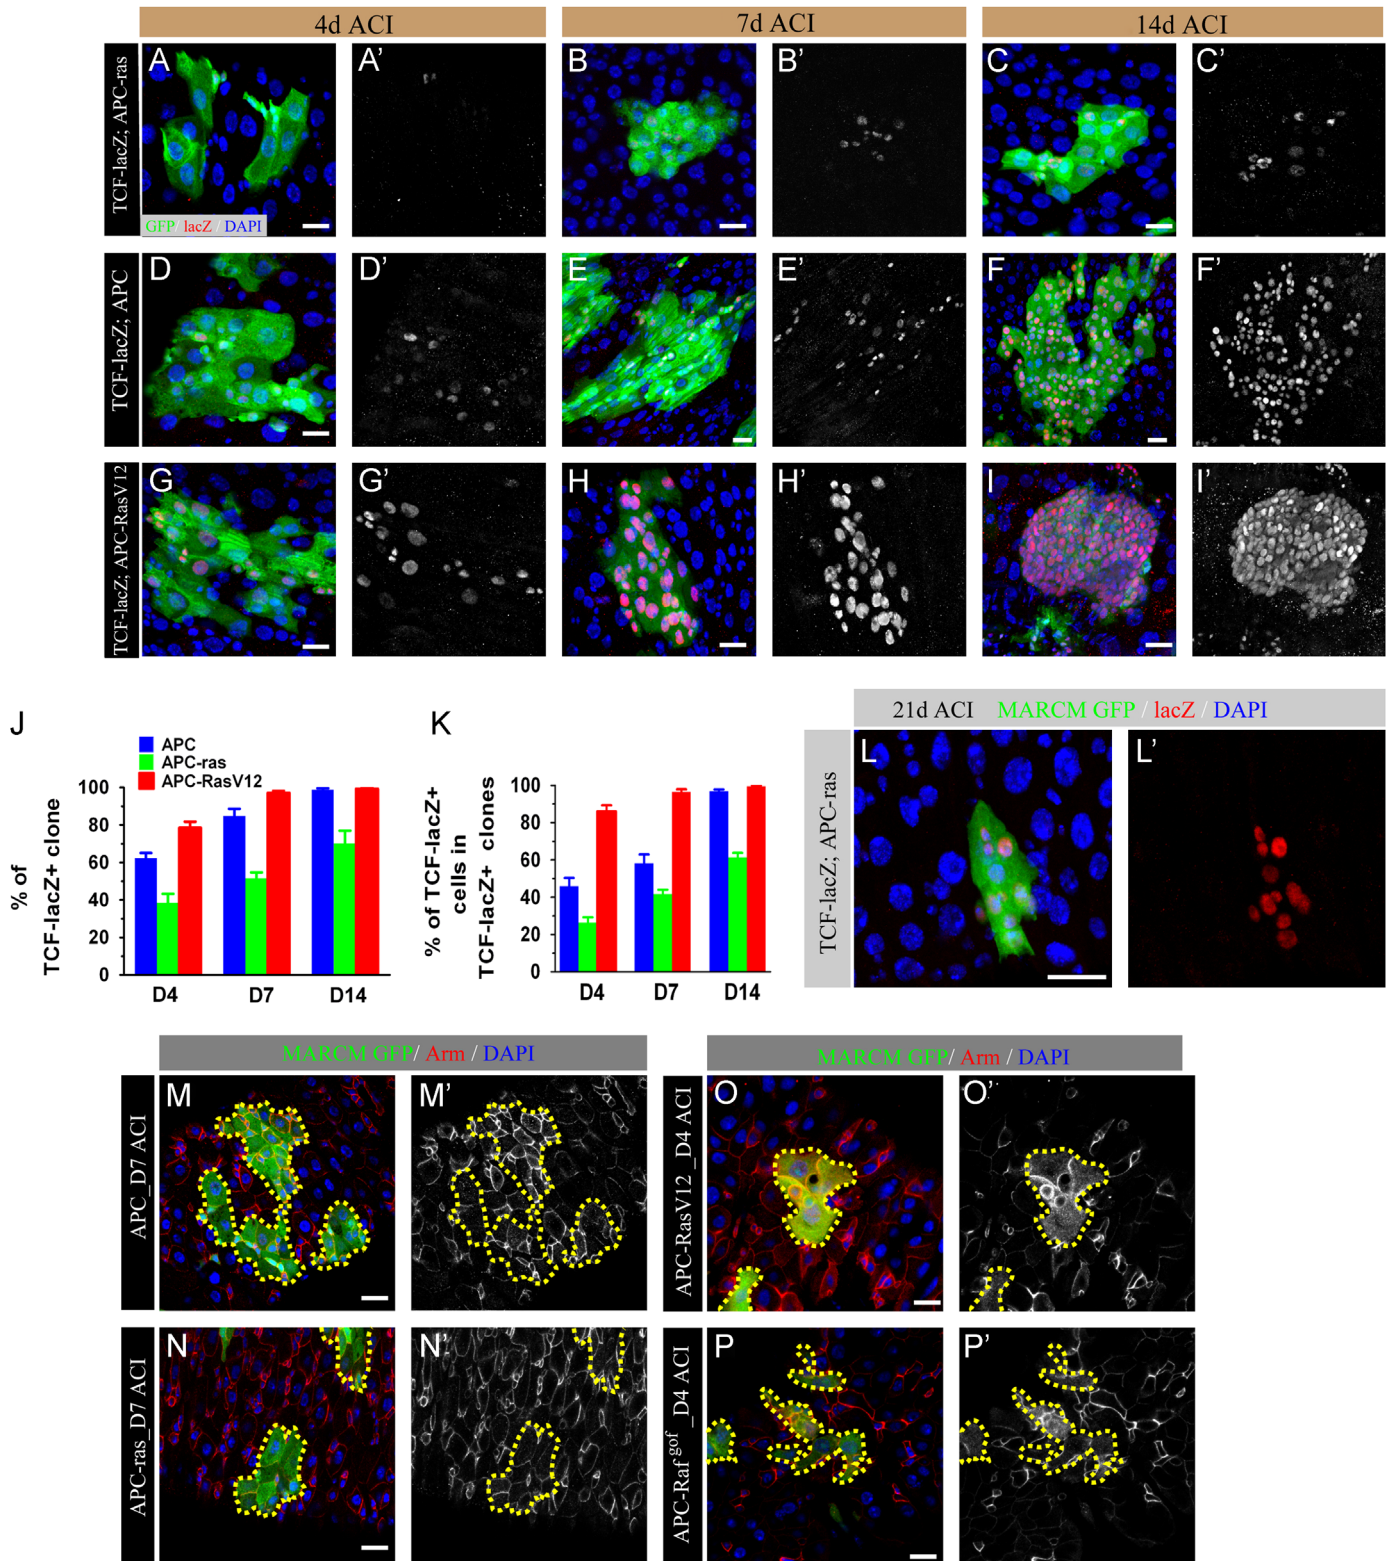 4d ACI 7d ACI 14d ACI
TCF-lacZ; APC-ras
A A' B B' C C'
GFP/ lacZ / DAPI
TCF-lacZ; APC
D D' E E' F F'
TCF-lacZ; APC-RasV12
G G' H H' I I'
J
APC
APC-ras
APC-RasV12
% of
TCF-lacZ+ clone
100
80
60
40
20
0
D4 D7 D14
K
% of TCF-lacZ+
cells in
TCF-lacZ+ clones
100
80
60
40
20
0
D4 D7 D14
21d ACI MARCM GFP / lacZ / DAPI
TCF-lacZ; APC-ras
L L'
MARCM GFP/ Arm / DAPI
APC_D7 ACI
M M'
APC-ras_D7 ACI
N N'
MARCM GFP/ Arm / DAPI
APC-RasV12_D4 ACI
O O'
APC-Raf gof_D4 ACI
P P'